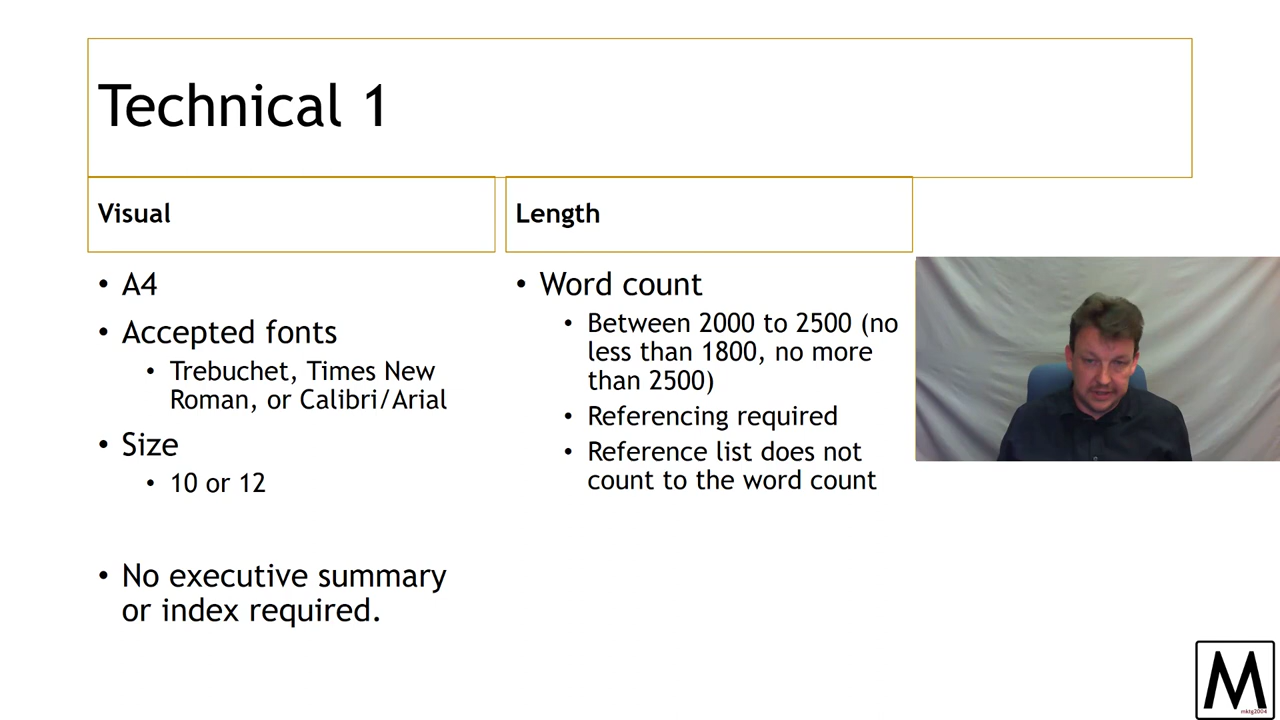 Technical 1
Visual
• A4
• Accepted fonts
• Trebuchet, Times New
Roman, or Calibri/Arial
• Size
• 10 or 12
• No executive summary
or index required.
Length
• Word count
• Between 2000 to 2500 (no
less than 1800, no more
than 2500)
• Referencing required
• Reference list does not
count to the word count
M
mktg2004